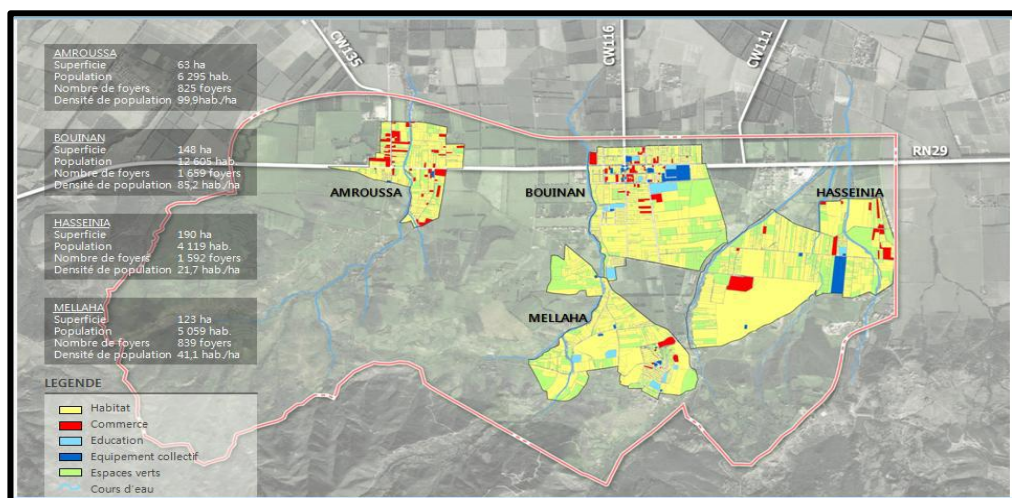 CW135
CW116
CW111
RN29
AMROUSSA
Superficie 63 ha
Population 6 295 hab.
Nombre de foyers 825 foyers
Densité de population 99,9hab./ha
BOUINAN
Superficie 148 ha
Population 12 605 hab.
Nombre de foyers 1 659 foyers
Densité de population 85,2 hab./ha
HASSEINIA
Superficie 190 ha
Population 4 119 hab.
Nombre de foyers 1 592 foyers
Densité de population 21,7 hab./ha
MELLAHA
Superficie 123 ha
Population 5 059 hab.
Nombre de foyers 839 foyers
Densité de population 41,1 hab./ha
AMROUSSA
BOUINAN
HASSEINIA
MELLAHA
LEGENDE
Habitat
Commerce
Education
Equipement collectif
Espaces verts
Cours d'eau